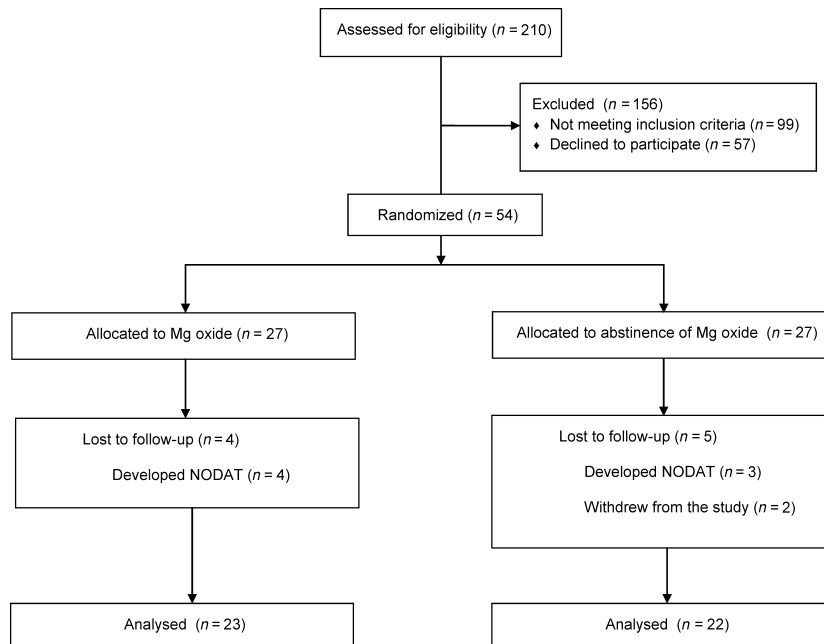 Assessed for eligibility (n = 210)
Excluded (n = 156)
♦ Not meeting inclusion criteria (n = 99)
♦ Declined to participate (n = 57)
Randomized (n = 54)
Allocated to Mg oxide (n = 27)
Allocated to abstinence of Mg oxide (n = 27)
Lost to follow-up (n = 4)
Developed NODAT (n = 4)
Lost to follow-up (n = 5)
Developed NODAT (n = 3)
Withdrew from the study (n = 2)
Analysed (n = 23)
Analysed (n = 22)